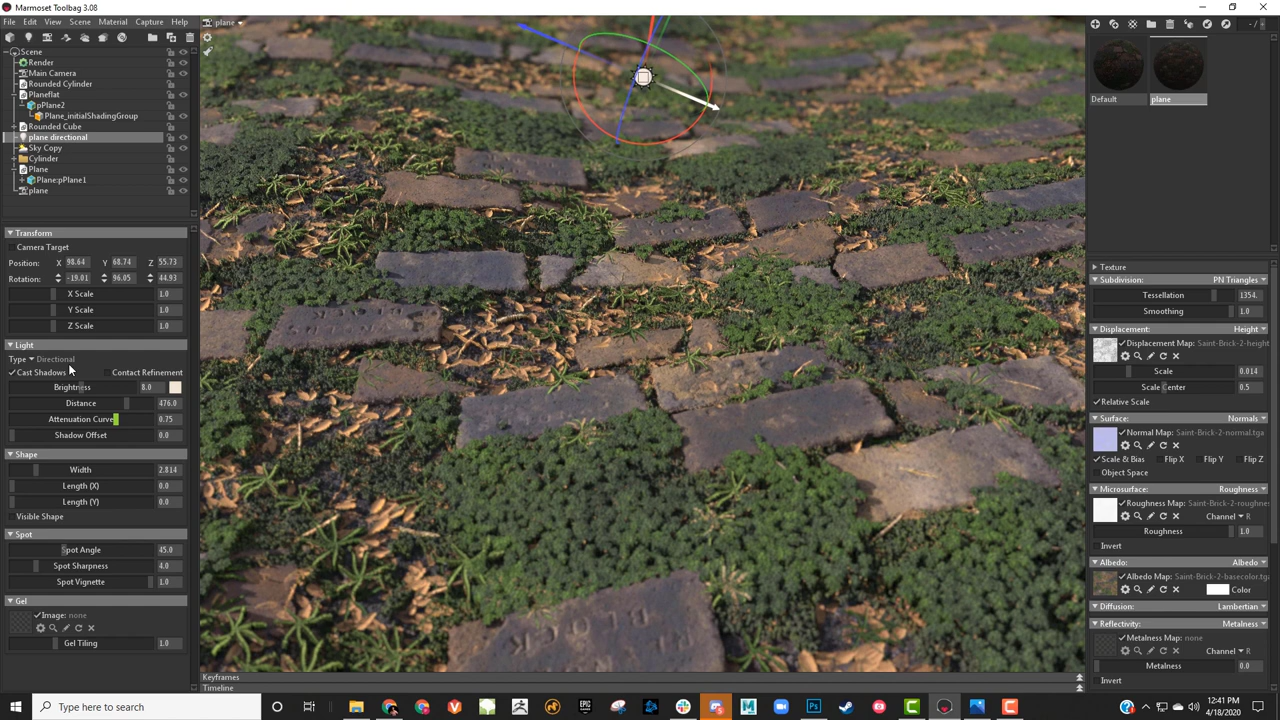 Marmoset Toolbag 3.08
File Edit View Scene Material Capture Help
plane
- /
Scene
Render
Main Camera
Rounded Cylinder
Planeflat
pPlane2
Plane_initialShadingGroup
Rounded Cube
plane directional
Sky Copy
Cylinder
Plane
Plane:pPlane1
plane
Transform
Camera Target
Position: X 98.64 Y 68.74 Z 55.73
Rotation: -19.01 96.05 44.93
X Scale 1.0
Y Scale 1.0
Z Scale 1.0
Light
Type Directional
Cast Shadows Contact Refinement
Brightness 8.0
Distance 476.0
Attenuation Curve 0.75
Shadow Offset 0.0
Shape
Width 2.814
Length (X) 0.0
Length (Y) 0.0
Visible Shape
Spot
Spot Angle 45.0
Spot Sharpness 4.0
Spot Vignette 1.0
Gel
Image: none
Gel Tiling 1.0
Keyframes
Timeline
Default plane
Texture
Subdivision: PN Triangles
Tessellation 1354.
Smoothing 1.0
Displacement: Height
Displacement Map: Saint-Brick-2-height
Scale 0.014
Scale Center 0.5
Relative Scale
Surface: Normals
Normal Map: Saint-Brick-2-normal.tga
Scale & Bias Flip X Flip Y Flip Z
Object Space
Microsurface: Roughness
Roughness Map: Saint-Brick-2-roughne
Channel R
Roughness 1.0
Invert
Albedo: Albedo
Albedo Map: Saint-Brick-2-basecolor.tga
Color
Diffusion: Lambertian
Reflectivity: Metalness
Metalness Map: none
Channel R
Metalness 0.0
Invert
Type here to search
12:41 PM
4/18/2020